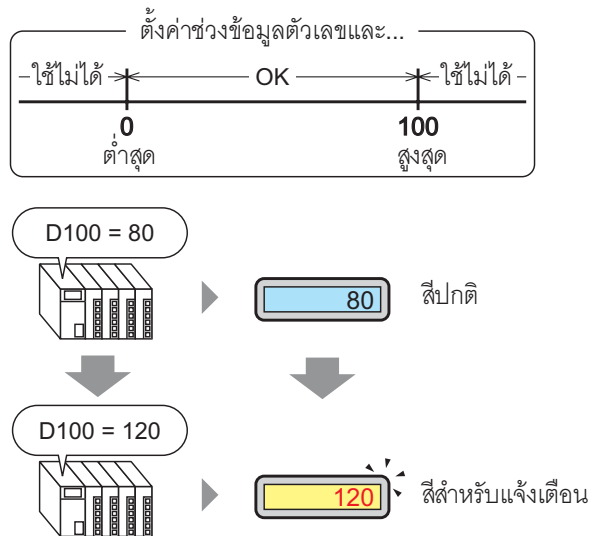 ตั้งค่าช่วงข้อมูลตัวเลขและ...
ใช้ไม่ได้ OK ใช้ไม่ได้
0 100
ต่ำสุด สูงสุด
D100 = 80
80 สีปกติ
D100 = 120
120 สีสำหรับแจ้งเตือน